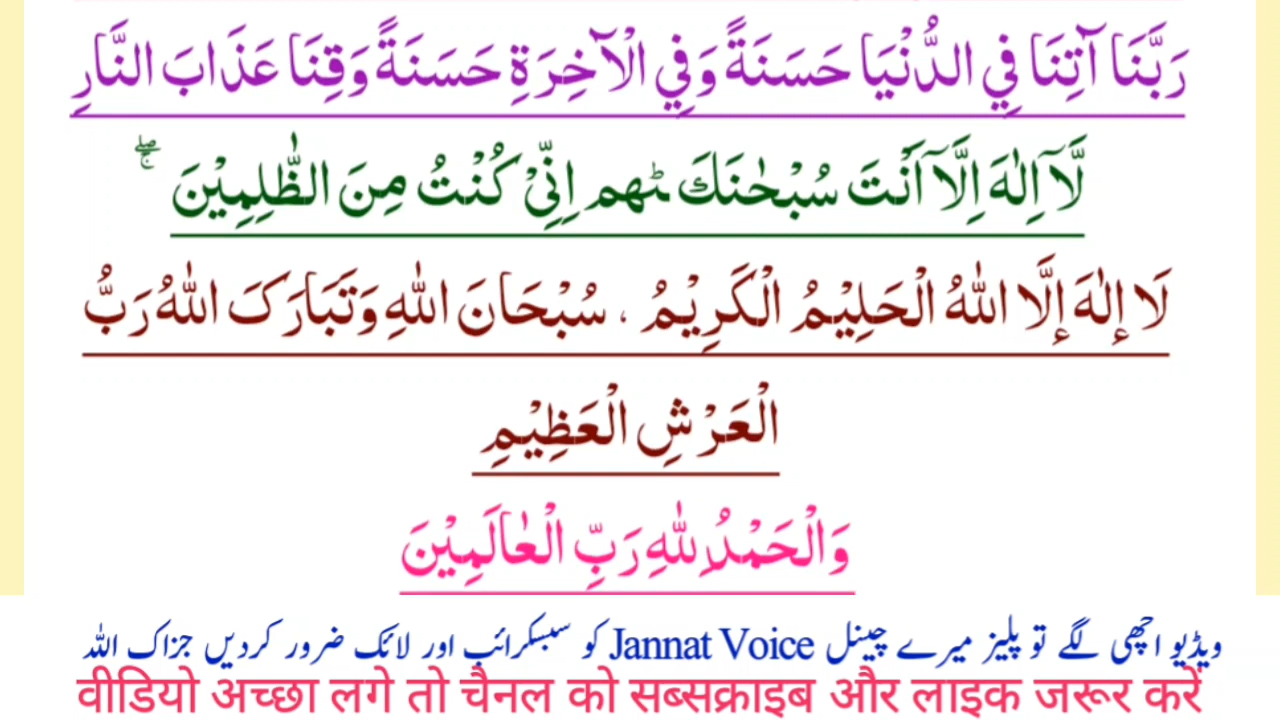 رَبَّنَا آتِنَا فِي الدُّنْيَا حَسَنَةً وَفِي الْآخِرَةِ حَسَنَةً وَقِنَا عَذَابَ النَّارِ
لَّآ اِلٰهَ اِلَّآ اَنْتَ سُبْحٰنَكَ ݨھم اِنِّيْ كُنْتُ مِنَ الظّٰلِمِيْنَ ۚۖ
لَا إِلٰهَ إِلَّا اللهُ الْحَلِيْمُ الْكَرِيْمُ ، سُبْحَانَ اللهِ وَتَبَارَكَ اللهُ رَبُّ
الْعَرْشِ الْعَظِيْمِ
وَالْحَمْدُ لِلّٰهِ رَبِّ الْعٰالَمِيْنَ
ویڈیو اچھی لگے تو پلیز میرے چینل Jannat Voice کو سبسکرائب اور لائک ضرور کردیں جزاک اللہ
वीडियो अच्छा लगे तो चैनल को सब्सक्राइब और लाइक जरूर करें